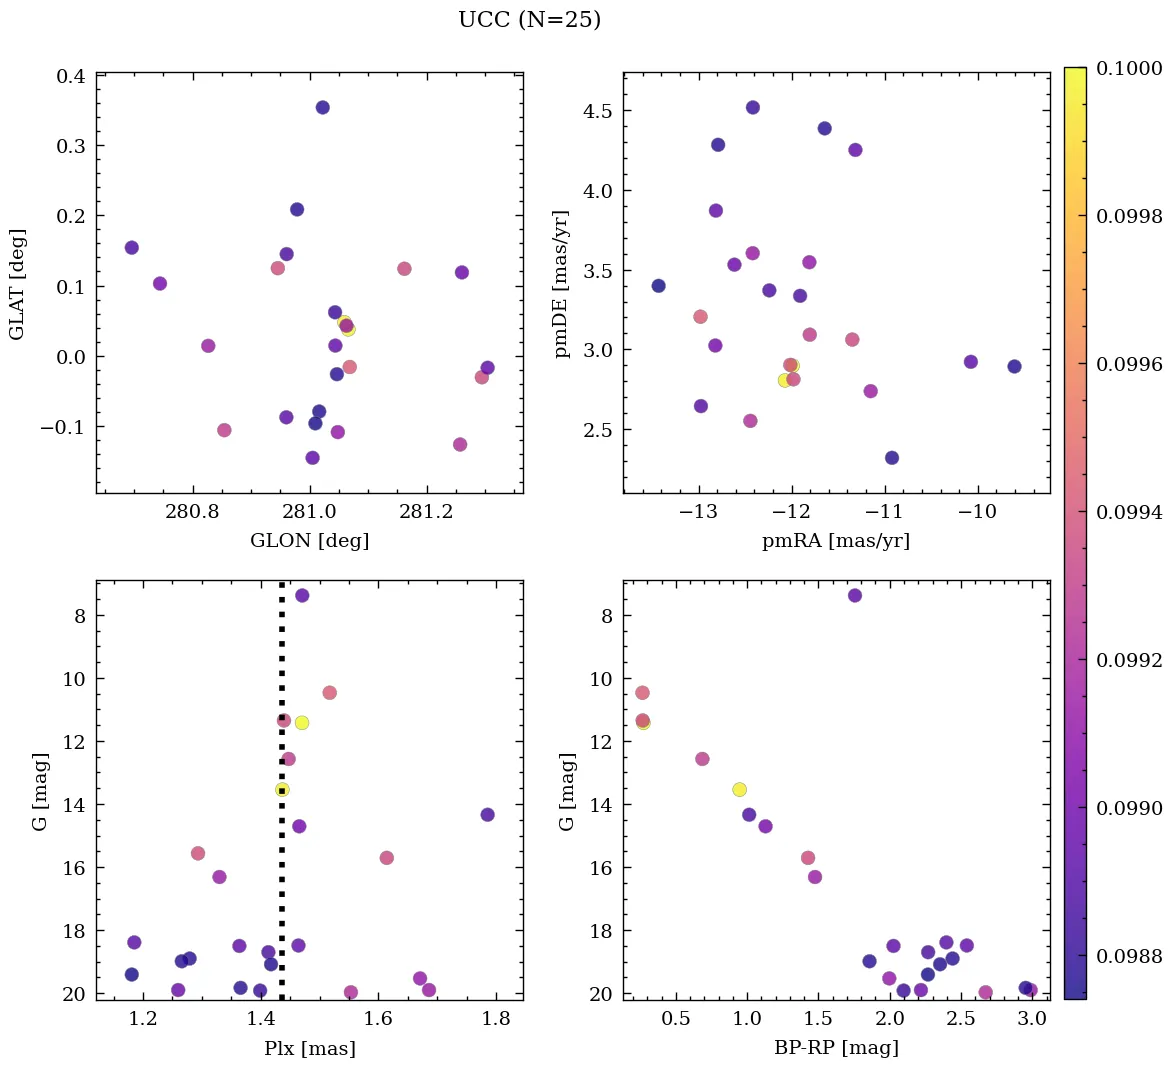 UCC (N=25)
0.4
0.3
0.2
0.1
0.0
−0.1
GLAT [deg]
280.8 281.0 281.2
GLON [deg]
4.5
4.0
3.5
3.0
2.5
pmDE [mas/yr]
−13 −12 −11 −10
pmRA [mas/yr]
8
10
12
14
16
18
20
G [mag]
1.2 1.4 1.6 1.8
Plx [mas]
8
10
12
14
16
18
20
G [mag]
0.5 1.0 1.5 2.0 2.5 3.0
BP-RP [mag]
0.1000
0.0998
0.0996
0.0994
0.0992
0.0990
0.0988